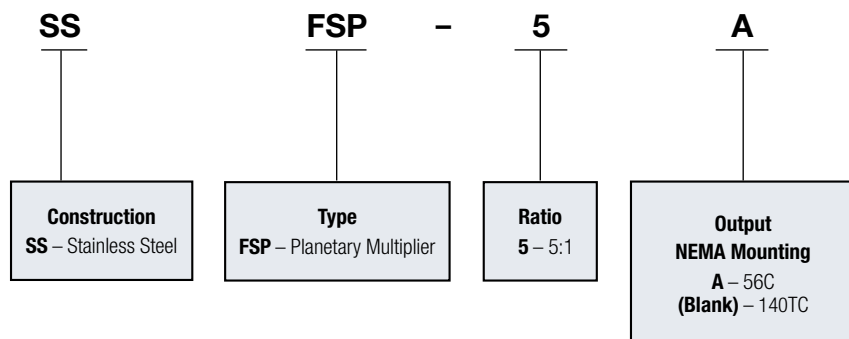 SS FSP – 5 A
Construction
SS – Stainless Steel
Type
FSP – Planetary Multiplier
Ratio
5 – 5:1
Output
NEMA Mounting
A – 56C
(Blank) – 140TC